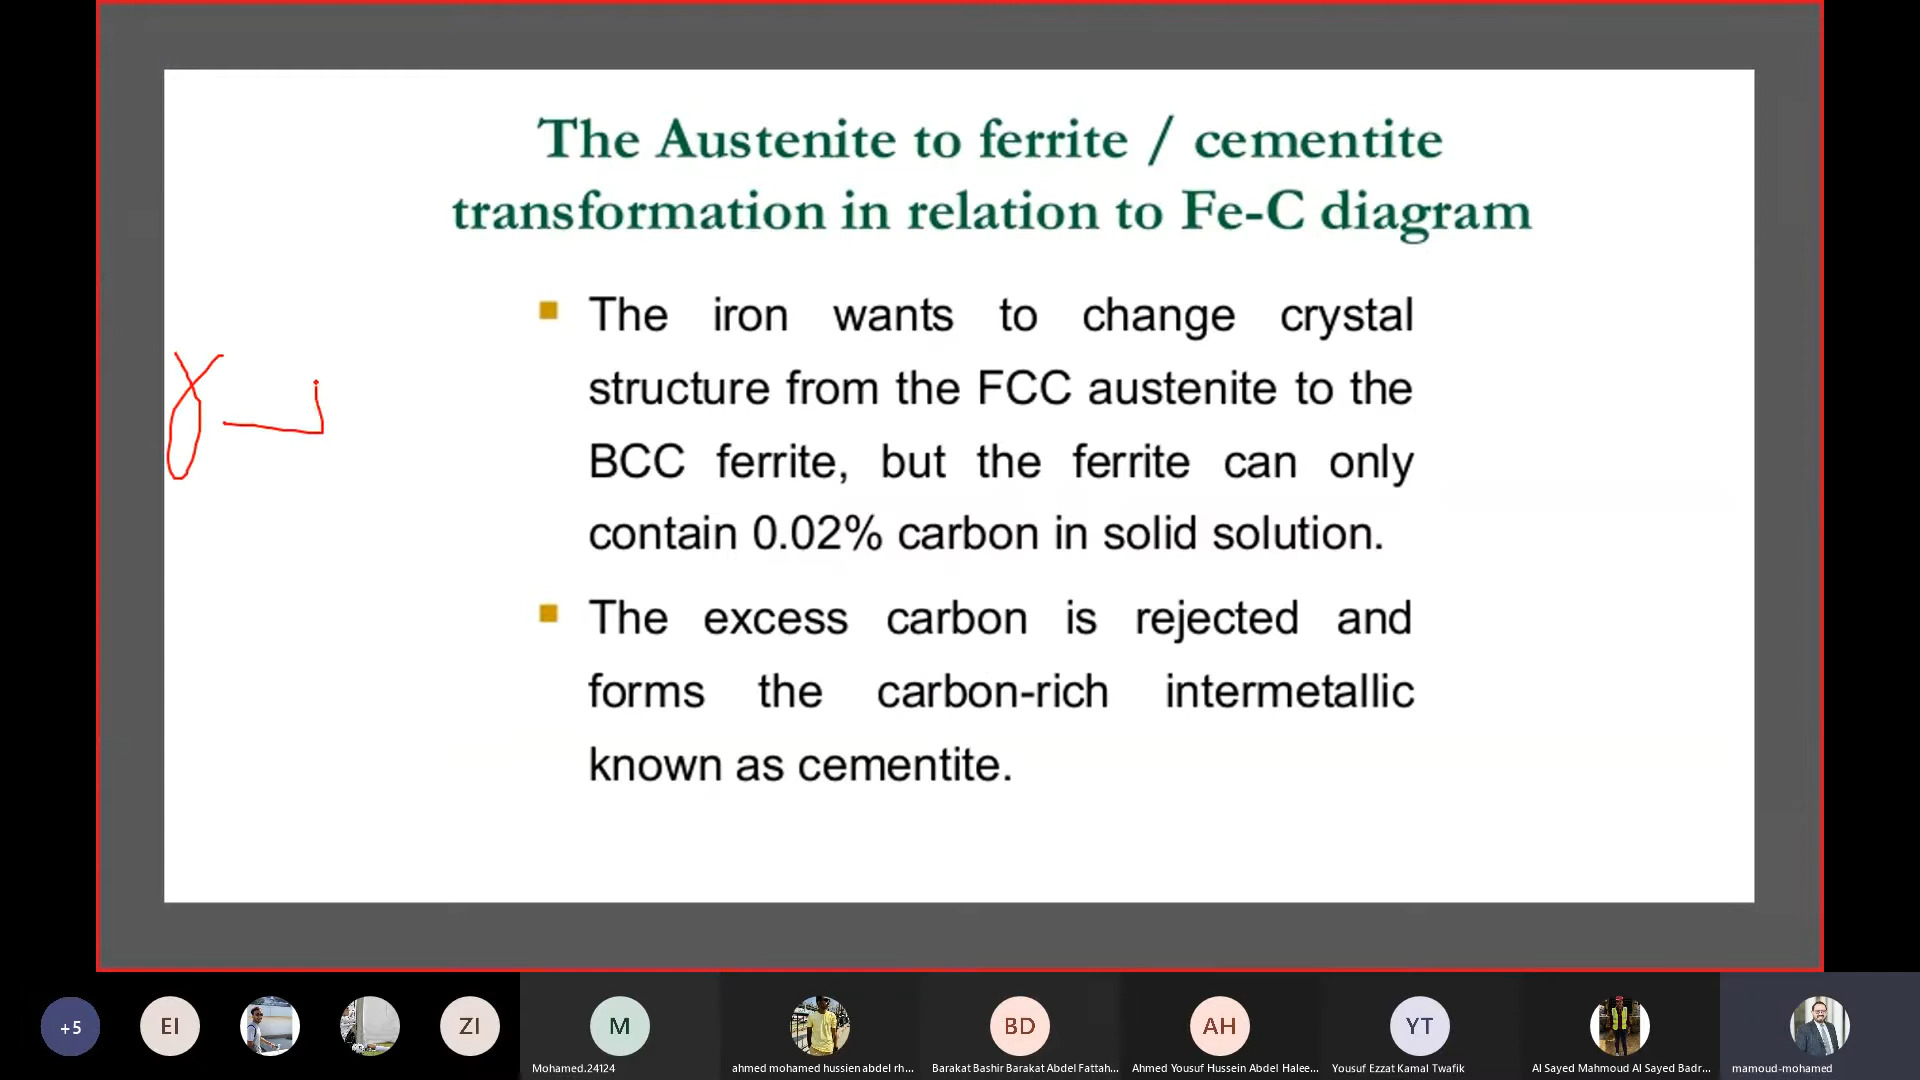 The Austenite to ferrite / cementite
transformation in relation to Fe-C diagram
The iron wants to change crystal
structure from the FCC austenite to the
BCC ferrite, but the ferrite can only
contain 0.02% carbon in solid solution.
The excess carbon is rejected and
forms the carbon-rich intermetallic
known as cementite.
γ
+5
EI
ZI
M
BD
AH
YT
Mohamed.24124
ahmed mohamed hussien abdel rh...
Barakat Bashir Barakat Abdel Fattah...
Ahmed Yousuf Hussein Abdel Halee...
Yousuf Ezzat Kamal Twafik
Al Sayed Mahmoud Al Sayed Badr...
mamoud-mohamed